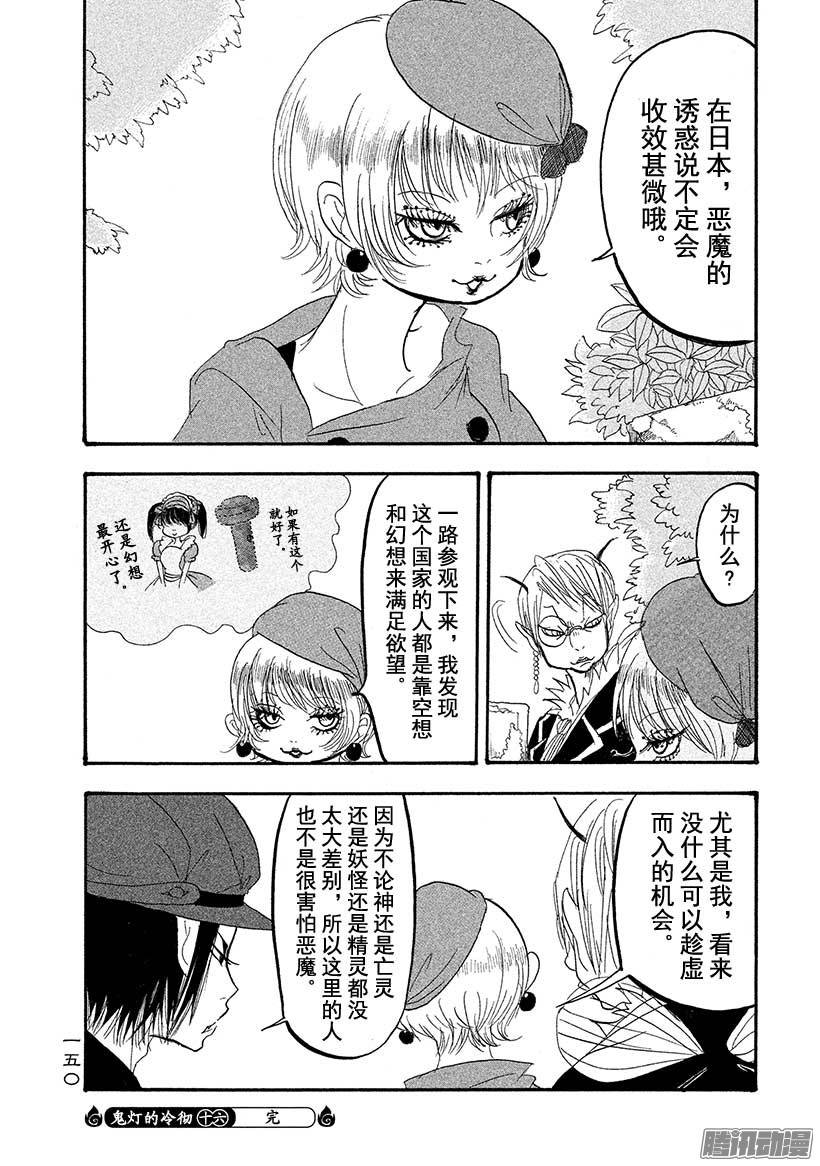 在日本，恶魔的
诱惑说不定会
收效甚微哦。
为什么？
一路参观下来，我发现
这个国家的人都是靠空想
和幻想来满足欲望。
如果有这个
就好了。
还是幻想
最开心了。
尤其是我，看来
没什么可以趁虚
而入的机会。
因为不论神还是亡灵
还是妖怪还是精灵都没
太大差别，所以这里的人
也不是很害怕恶魔。
一五〇
鬼灯的冷彻 十六 完
腾讯动漫